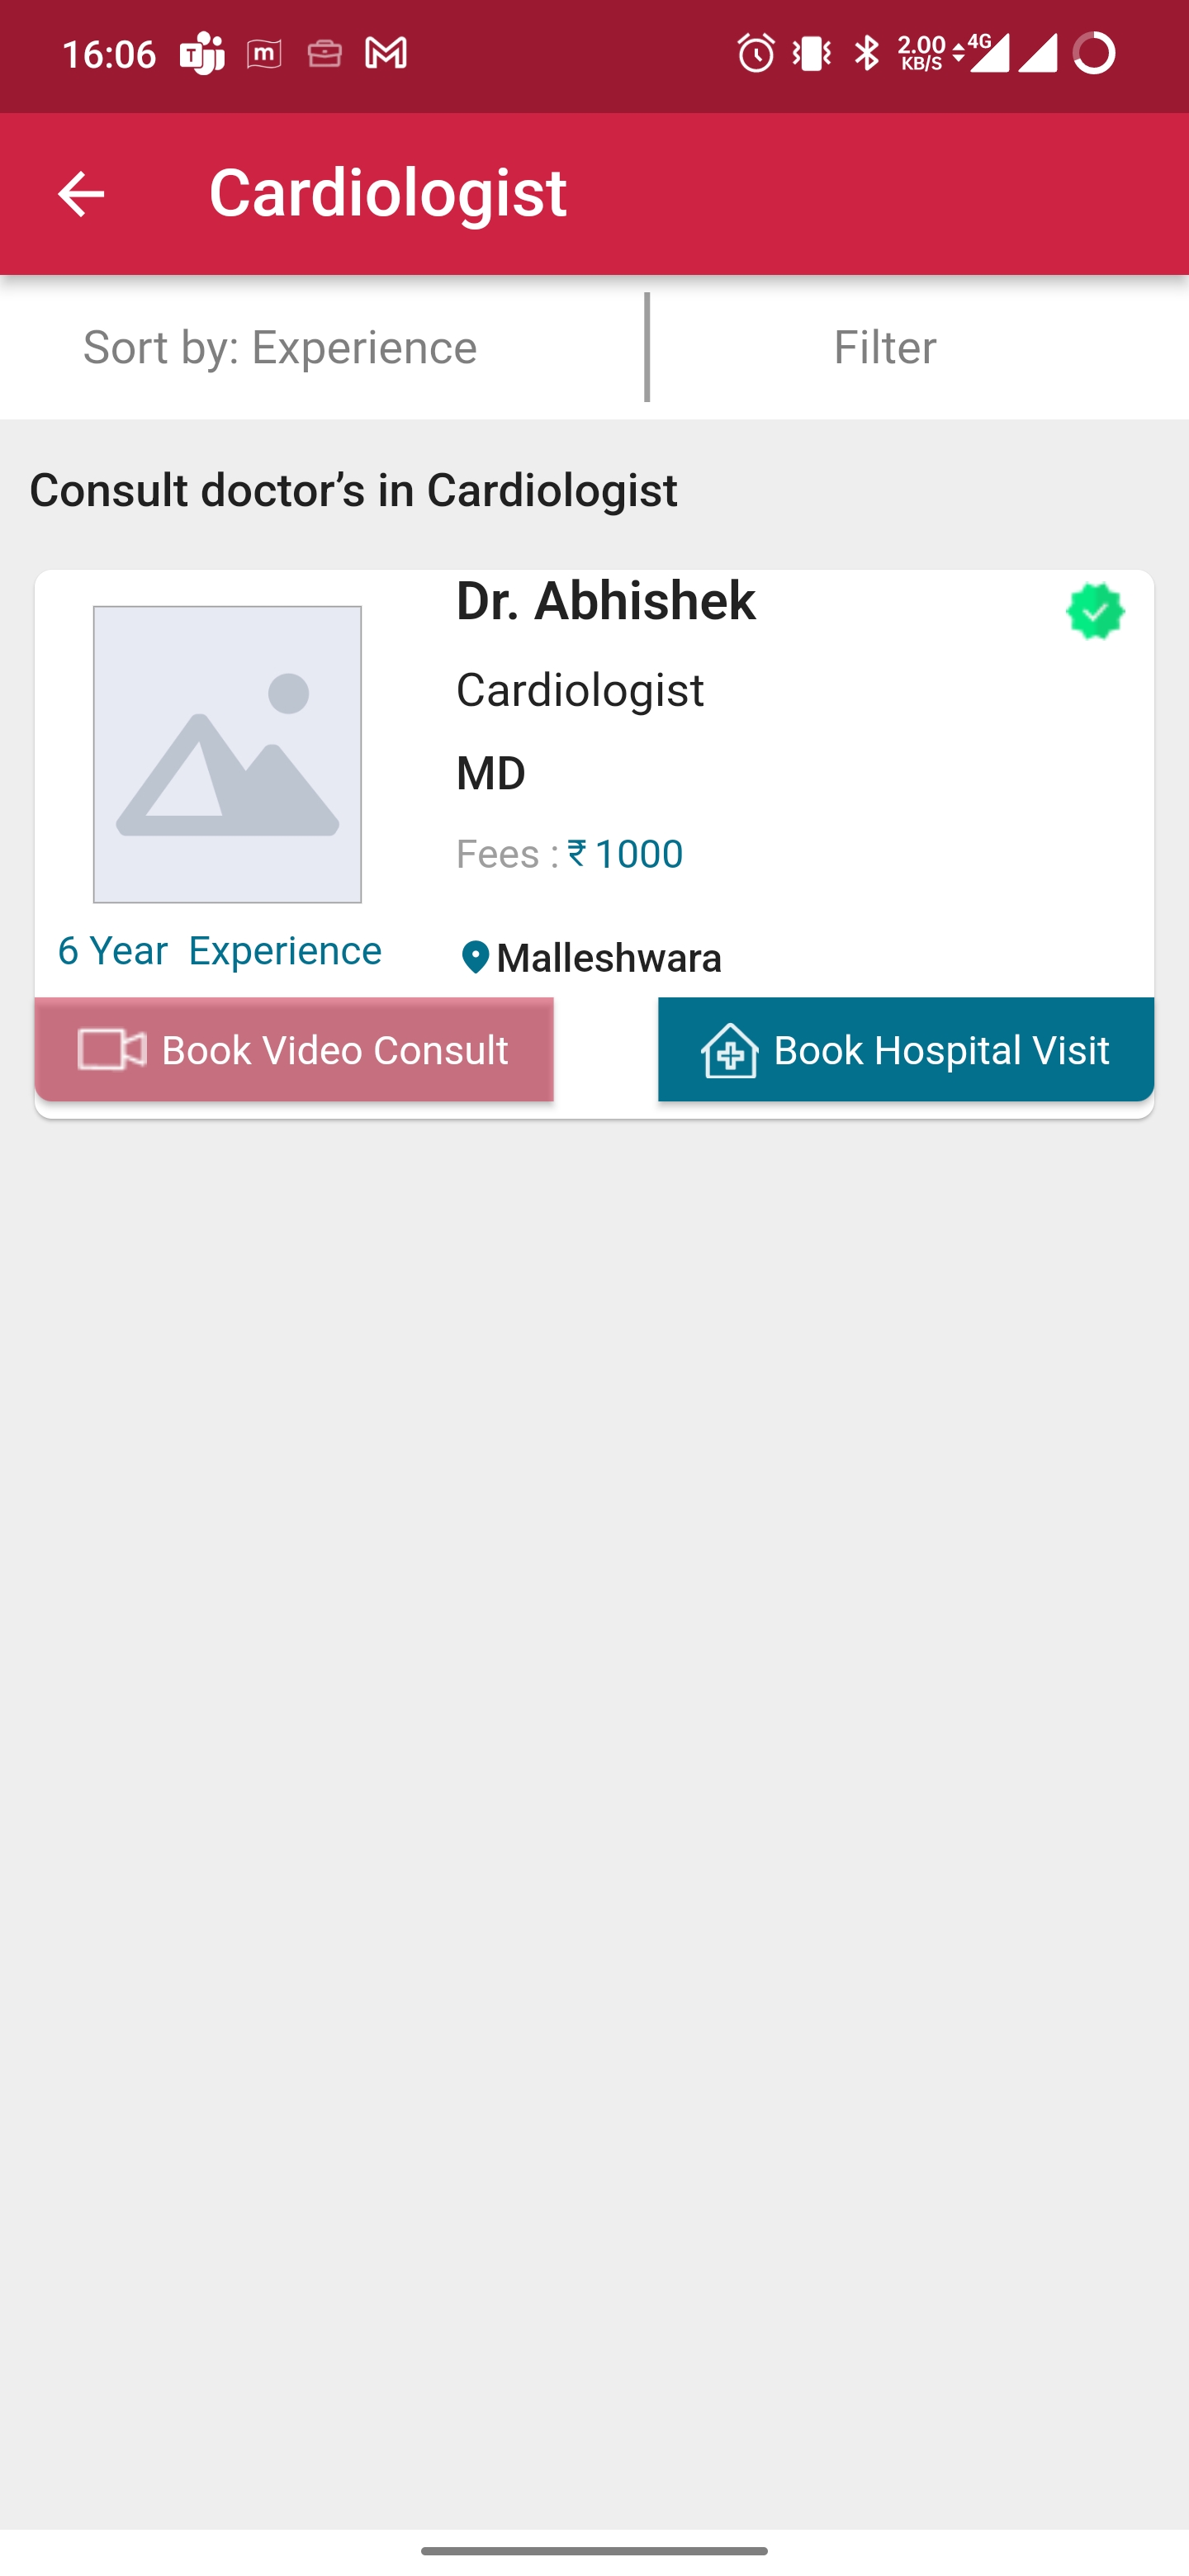 16:06
2.00
KB/S
4G
Cardiologist
Sort by: Experience
Filter
Consult doctor’s in Cardiologist
Dr. Abhishek
Cardiologist
MD
Fees : ₹ 1000
6 Year  Experience
Malleshwara
Book Video Consult
Book Hospital Visit